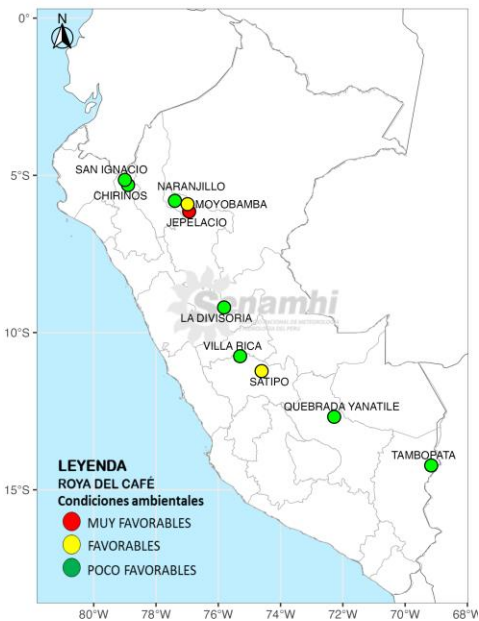 N
0°
SAN IGNACIO
NARANJILLO
5°S
CHIRINOS
MOYOBAMBA
JEPELACIO
Senamhi
LA DIVISORIA
10°S
VILLA RICA
SATIPO
QUEBRADA YANATILE
TAMBOPATA
LEYENDA
ROYA DEL CAFÉ
Condiciones ambientales
15°S
MUY FAVORABLES
FAVORABLES
POCO FAVORABLES
80°W 78°W 76°W 74°W 72°W 70°W 68°W